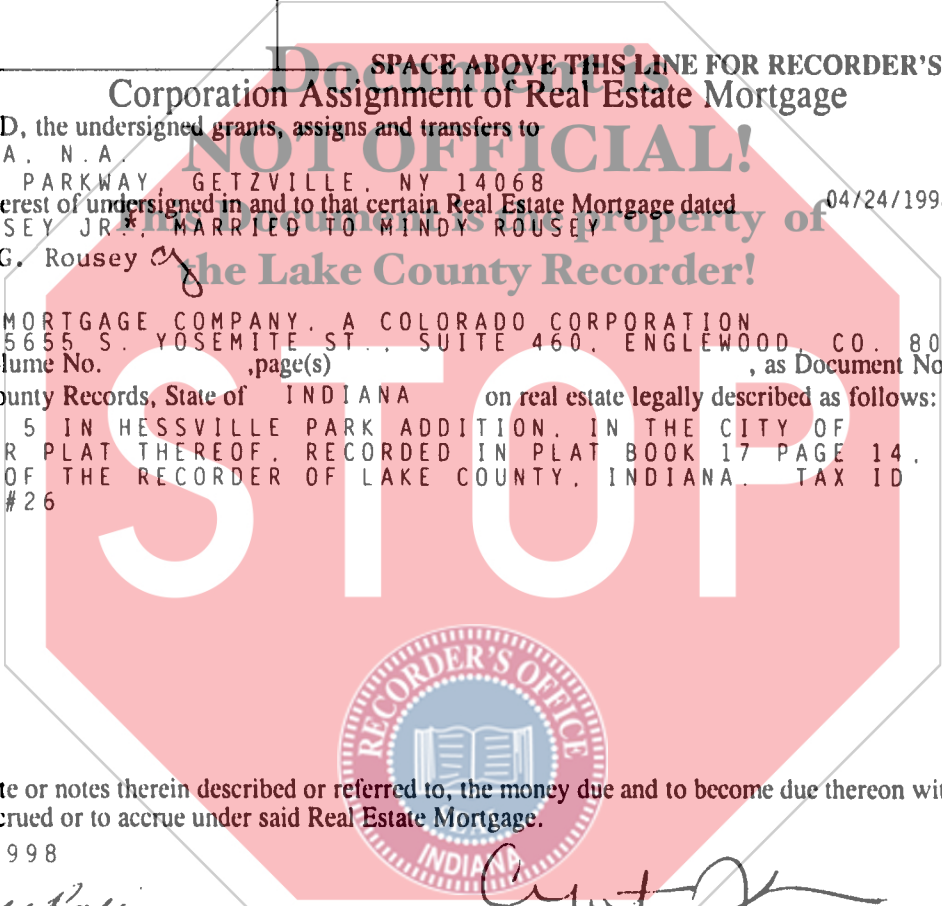 SPACE ABOVE THIS LINE FOR RECORDER'S
Corporation Assignment of Real Estate Mortgage
D, the undersigned grants, assigns and transfers to
A. N.A.
PARKWAY, GETZVILLE, NY 14068
erest of undersigned in and to that certain Real Estate Mortgage dated 04/24/199
SEY JR.*, MARRIED TO MINDY ROUSEY
G. Rousey
MORTGAGE COMPANY, A COLORADO CORPORATION
5655 S. YOSEMITE ST., SUITE 460, ENGLEWOOD, CO. 80
lume No. ,page(s) , as Document No
ounty Records, State of INDIANA on real estate legally described as follows:
5 IN HESSVILLE PARK ADDITION, IN THE CITY OF
R PLAT THEREOF, RECORDED IN PLAT BOOK 17 PAGE 14,
OF THE RECORDER OF LAKE COUNTY, INDIANA. TAX ID
#26
te or notes therein described or referred to, the money due and to become due thereon wit
crued or to accrue under said Real Estate Mortgage.
998
Document is
NOT OFFICIAL!
This Document is the property of
the Lake County Recorder!
STOP
RECORDER'S OFFICE
SEAL
INDIANA